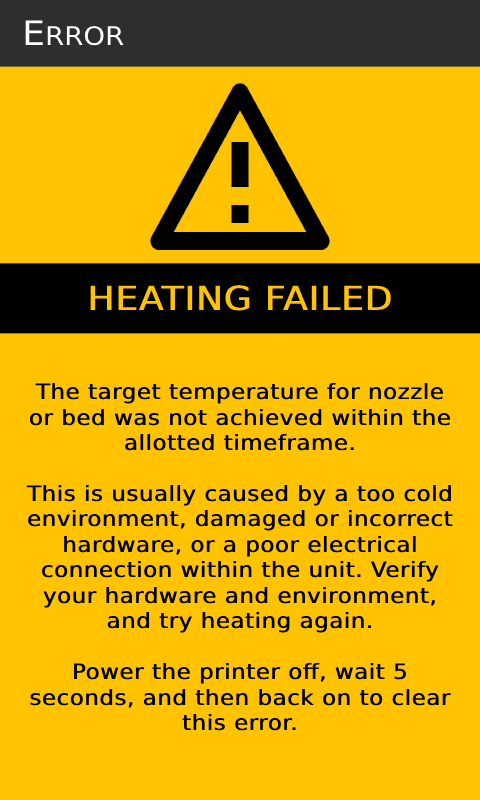 Error
HEATING FAILED
The target temperature for nozzle
or bed was not achieved within the
allotted timeframe.
This is usually caused by a too cold
environment, damaged or incorrect
hardware, or a poor electrical
connection within the unit. Verify
your hardware and environment,
and try heating again.
Power the printer off, wait 5
seconds, and then back on to clear
this error.